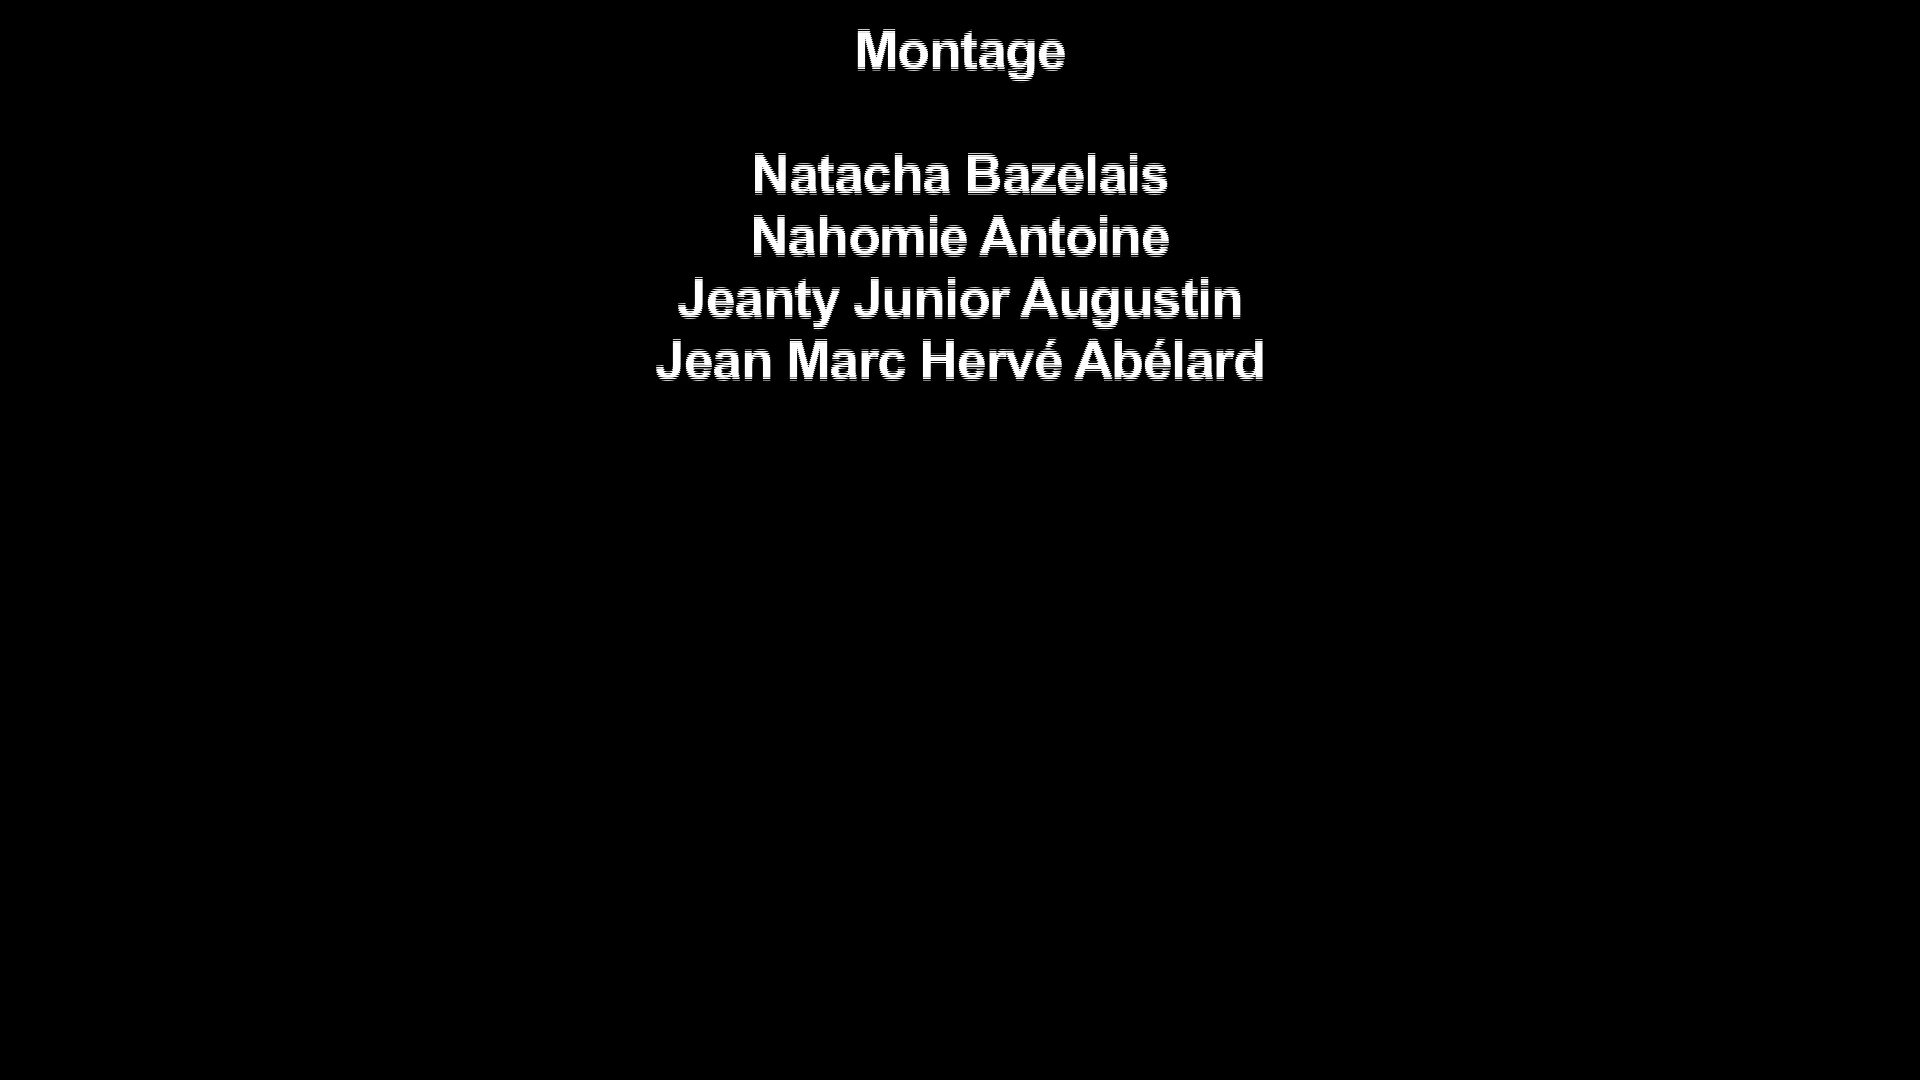 Montage
Natacha Bazelais
Nahomie Antoine
Jeanty Junior Augustin
Jean Marc Hervé Abélard